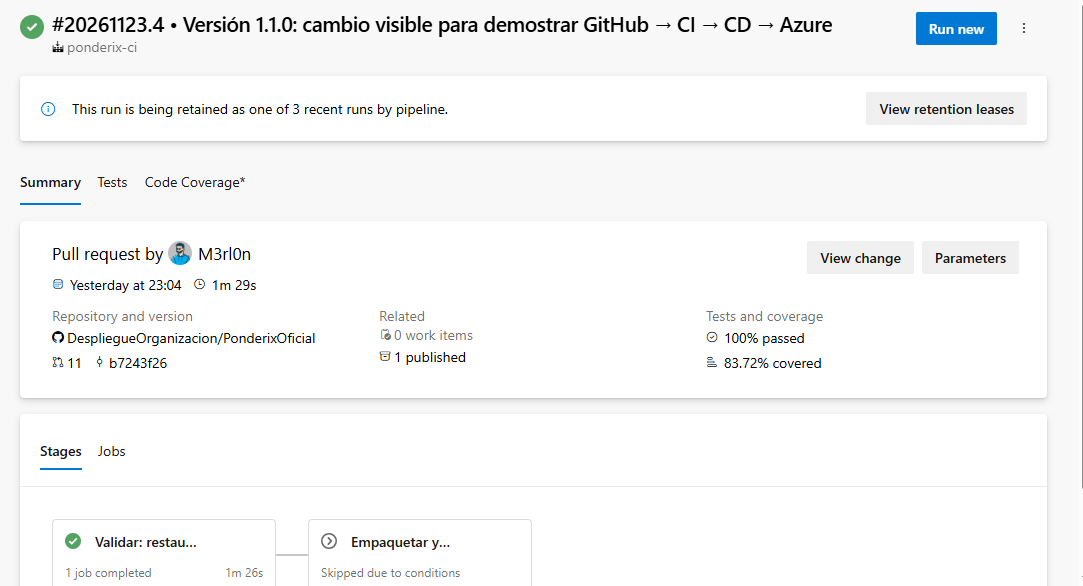 #20261123.4 • Versión 1.1.0: cambio visible para demostrar GitHub → CI → CD → Azure
ponderix-ci
Run new
This run is being retained as one of 3 recent runs by pipeline.
View retention leases
Summary
Tests
Code Coverage*
Pull request by M3rl0n
View change
Parameters
Yesterday at 23:04
1m 29s
Repository and version
DespliegueOrganizacion/PonderixOficial
11
b7243f26
Related
0 work items
1 published
Tests and coverage
100% passed
83.72% covered
Stages
Jobs
Validar: restau...
1 job completed
1m 26s
Empaquetar y...
Skipped due to conditions